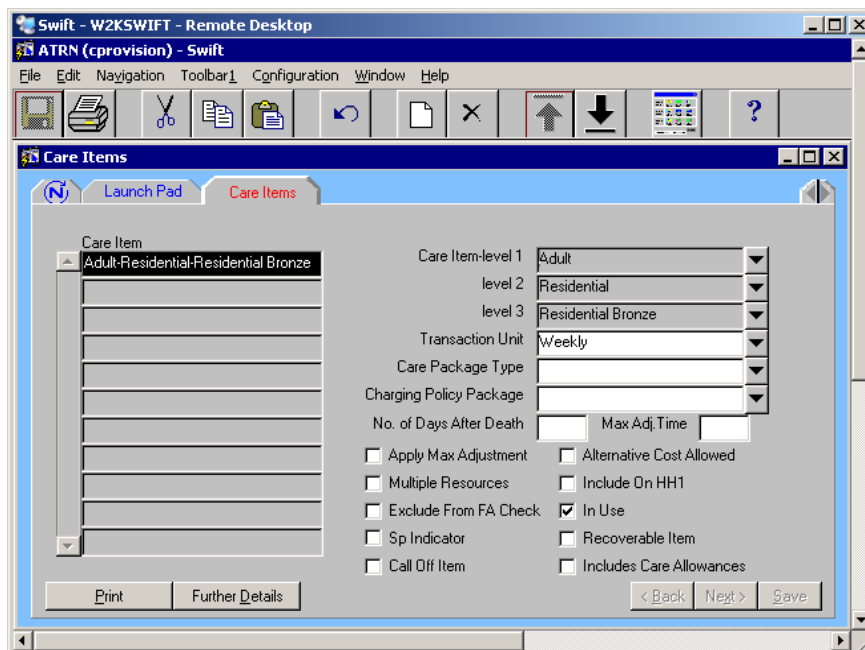 Swift - W2KSWIFT - Remote Desktop
ATRN (cprovision) - Swift
File Edit Navigation Toolbar1 Configuration Window Help
?
Care Items
N Launch Pad Care Items
Care Item
Adult-Residential-Residential Bronze
Care Item-level 1 Adult
level 2 Residential
level 3 Residential Bronze
Transaction Unit Weekly
Care Package Type
Charging Policy Package
No. of Days After Death Max Adj.Time
Apply Max Adjustment Alternative Cost Allowed
Multiple Resources Include On HH1
Exclude From FA Check In Use
Sp Indicator Recoverable Item
Call Off Item Includes Care Allowances
Print Further Details < Back Next > Save